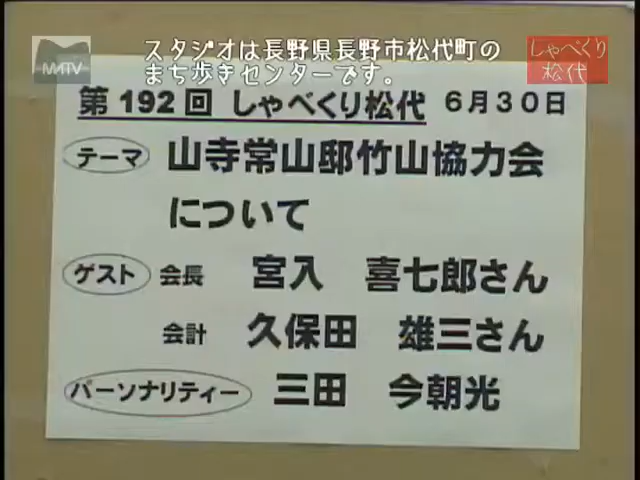 MATV
スタジオは長野県長野市松代町の
まち歩きセンターです。
しゃべくり
松代
第192回 しゃべくり松代 6月30日
テーマ 山寺常山邸竹山協力会
について
ゲスト 会長 宮入 喜七郎さん
会計 久保田 雄三さん
パーソナリティー 三田 今朝光